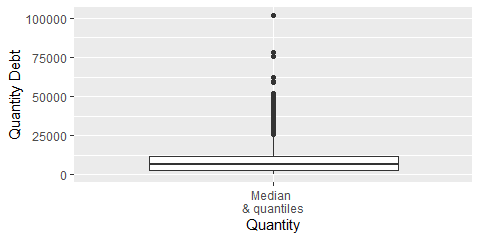 100000
75000
50000
25000
0
Quantity Debt
Median
& quantiles
Quantity